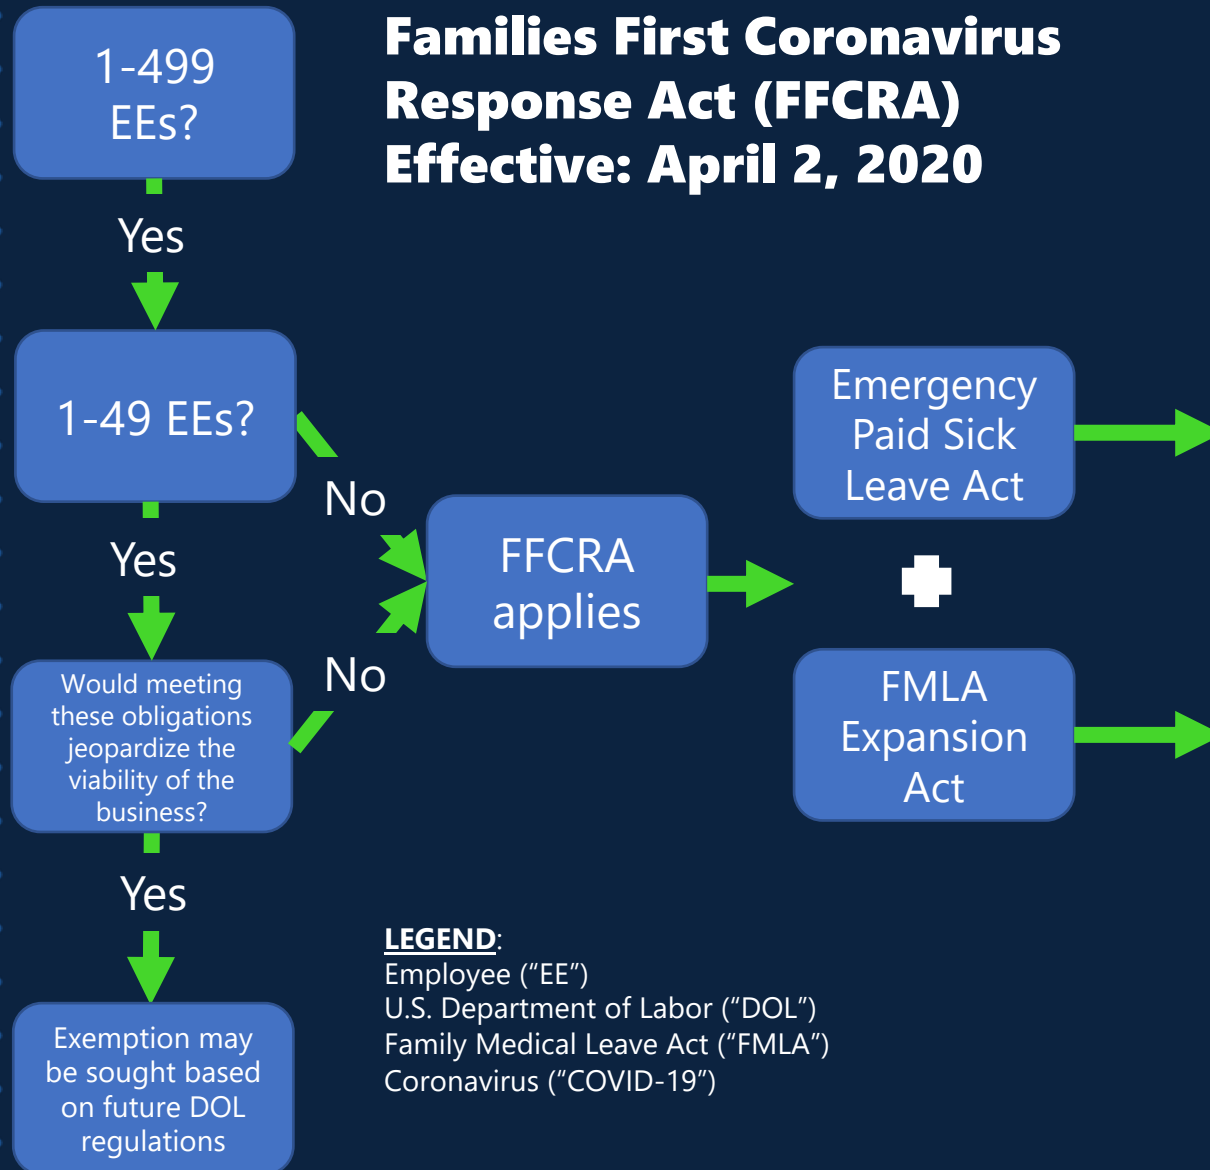 Families First Coronavirus
Response Act (FFCRA)
Effective: April 2, 2020
1-499
EEs?
Yes
1-49 EEs?
No
Yes
Would meeting
these obligations
jeopardize the
viability of the
business?
No
Yes
Exemption may
be sought based
on future DOL
regulations
FFCRA
applies
Emergency
Paid Sick
Leave Act
FMLA
Expansion
Act
LEGEND:
Employee (“EE”)
U.S. Department of Labor (“DOL”)
Family Medical Leave Act (“FMLA”)
Coronavirus (“COVID-19”)